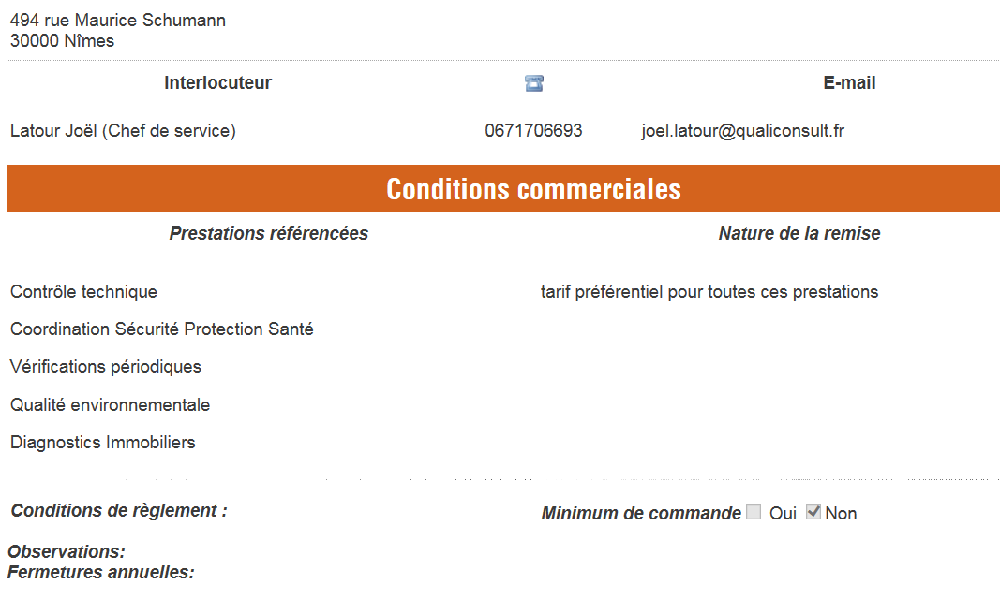 494 rue Maurice Schumann
30000 Nîmes
Interlocuteur E-mail
Latour Joël (Chef de service) 0671706693 joel.latour@qualiconsult.fr
Conditions commerciales
Prestations référencées Nature de la remise
Contrôle technique tarif préférentiel pour toutes ces prestations
Coordination Sécurité Protection Santé
Vérifications périodiques
Qualité environnementale
Diagnostics Immobiliers
Conditions de règlement : Minimum de commande Oui Non
Observations:
Fermetures annuelles: